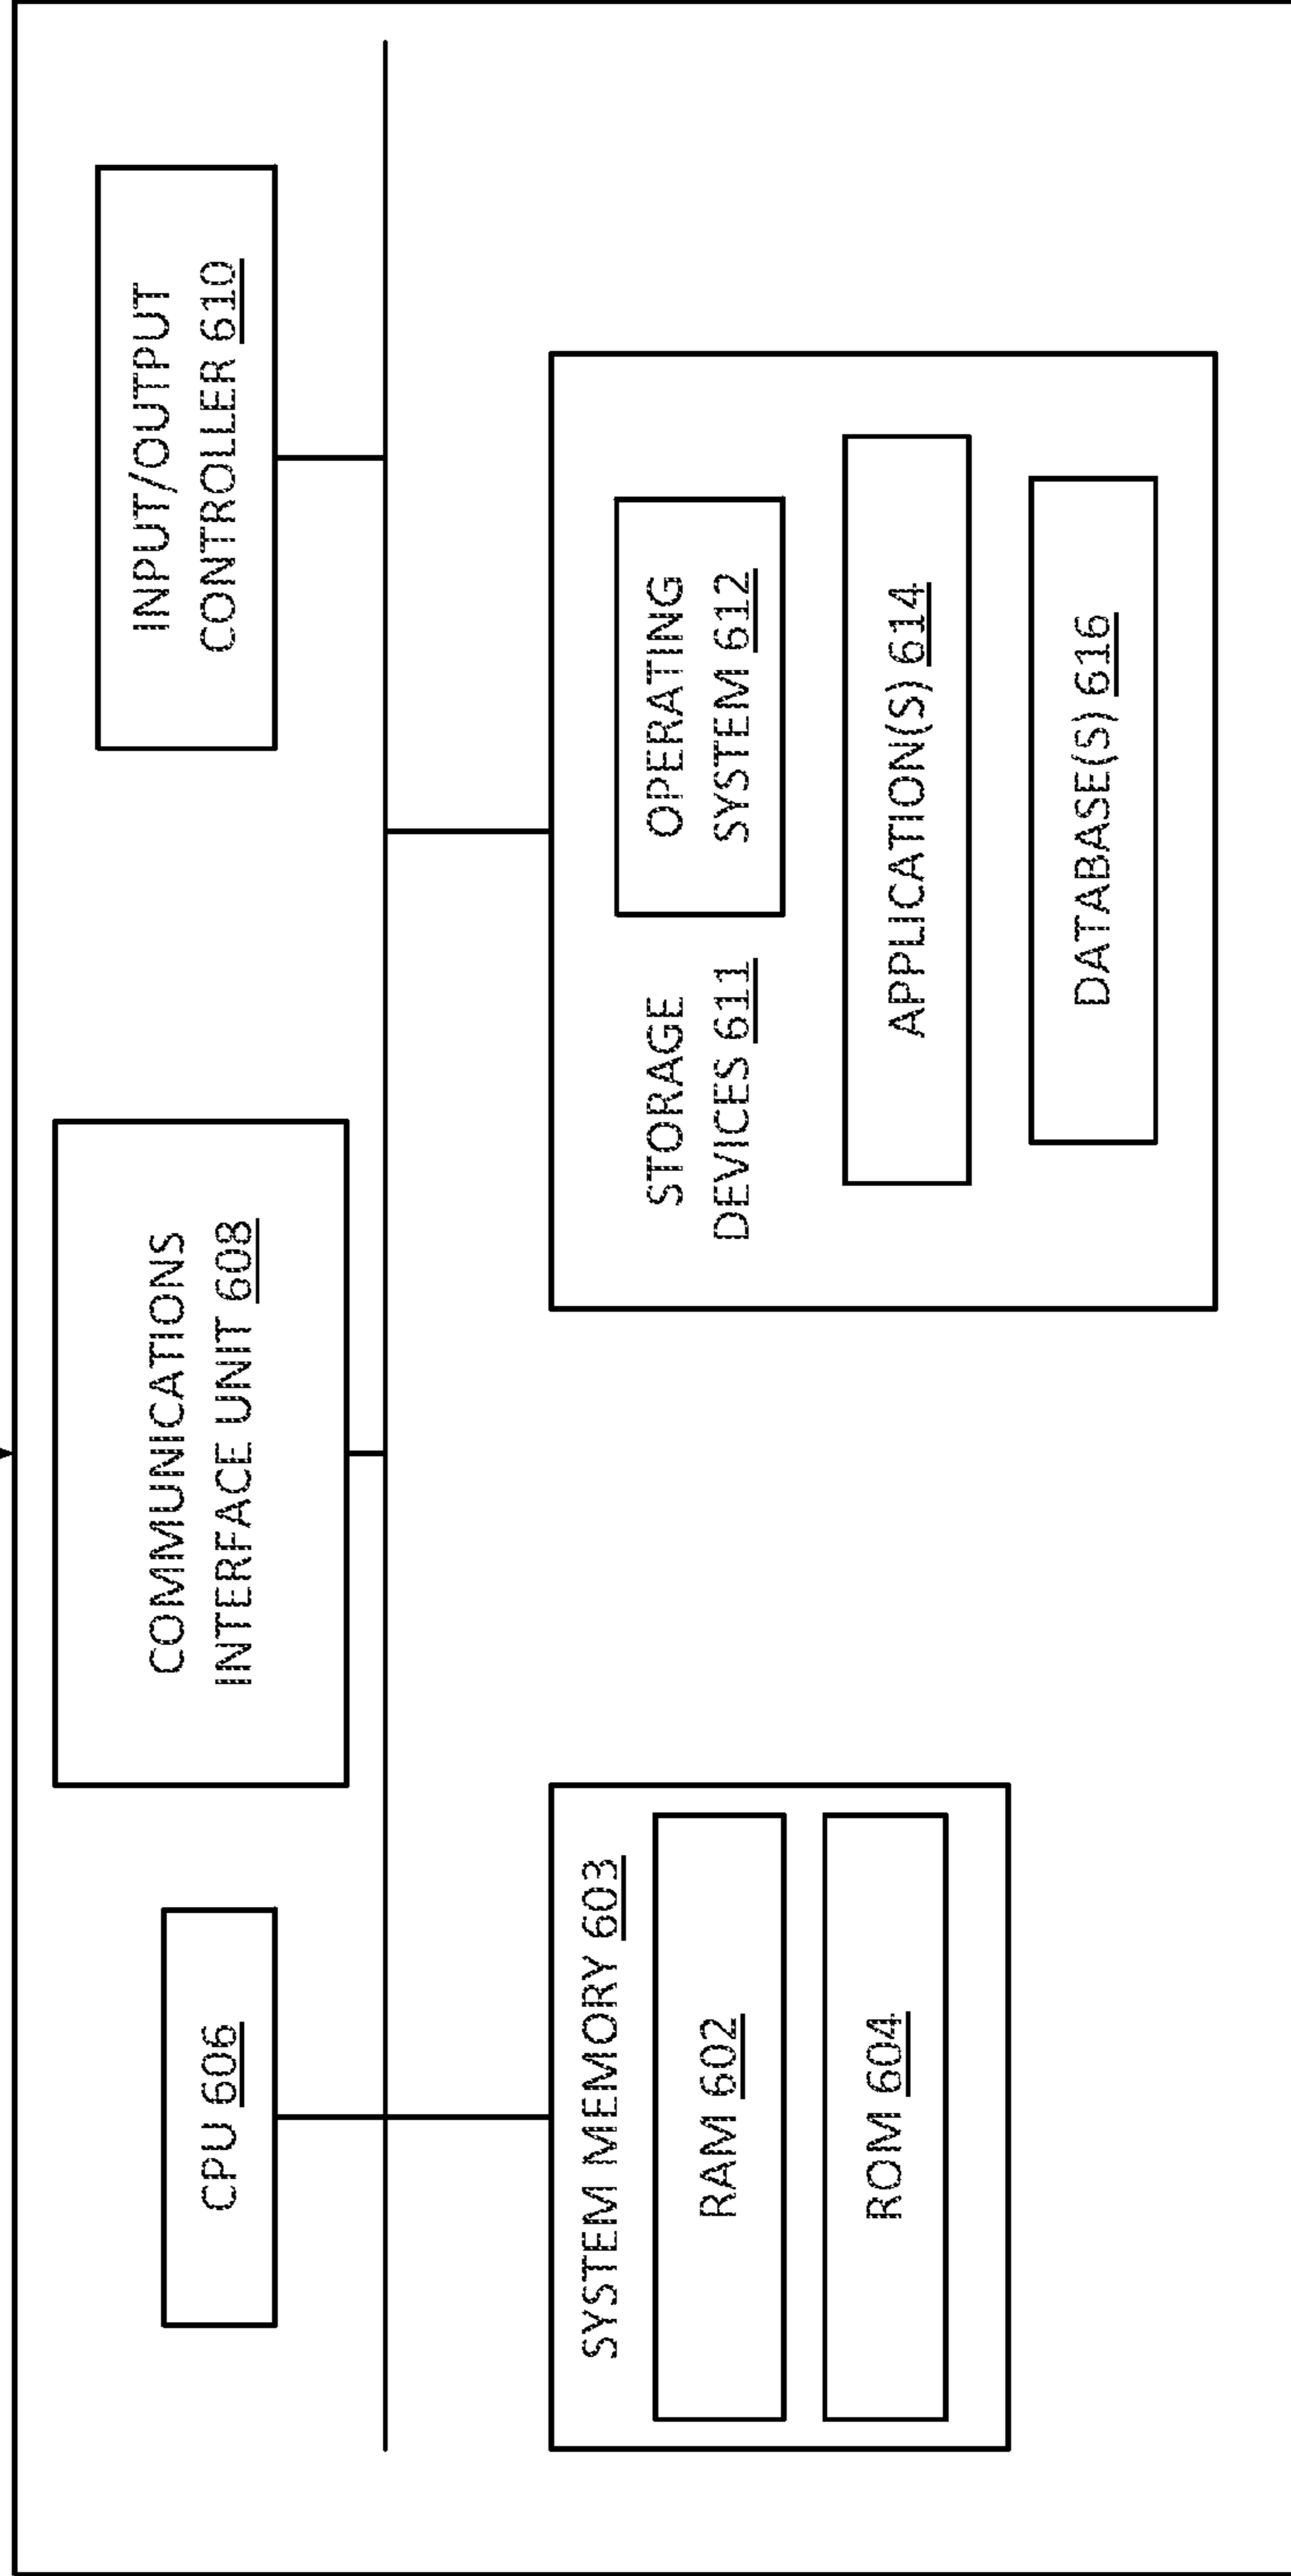 CPU 606
COMMUNICATIONS
INTERFACE UNIT 608
INPUT/OUTPUT
CONTROLLER 610
SYSTEM MEMORY 603
RAM 602
ROM 604
STORAGE
DEVICES 611
OPERATING
SYSTEM 612
APPLICATION(S) 614
DATABASE(S) 616